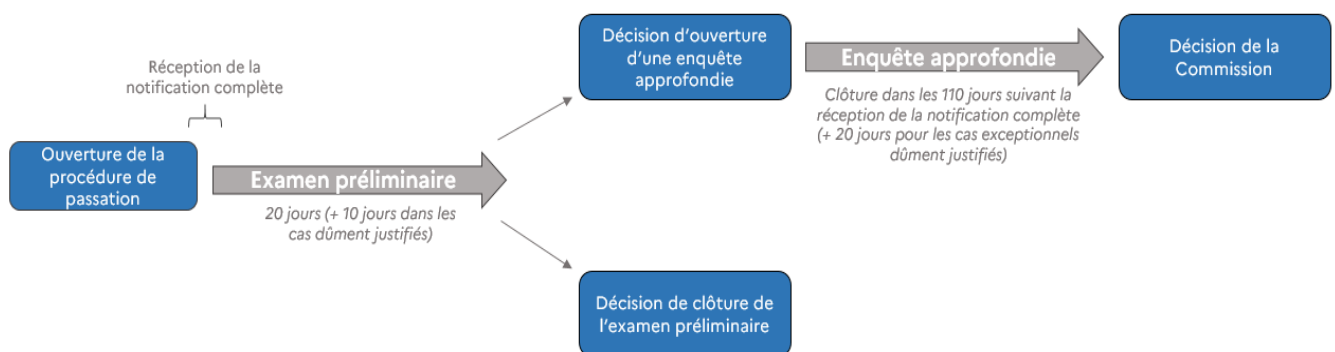 Réception de la
notification complète
Ouverture de la
procédure de
passation
Examen préliminaire
20 jours (+ 10 jours dans les
cas dûment justifiés)
Décision d’ouverture
d’une enquête
approfondie
Enquête approfondie
Clôture dans les 110 jours suivant la
réception de la notification complète
(+ 20 jours pour les cas exceptionnels
dûment justifiés)
Décision de la
Commission
Décision de clôture de
l’examen préliminaire